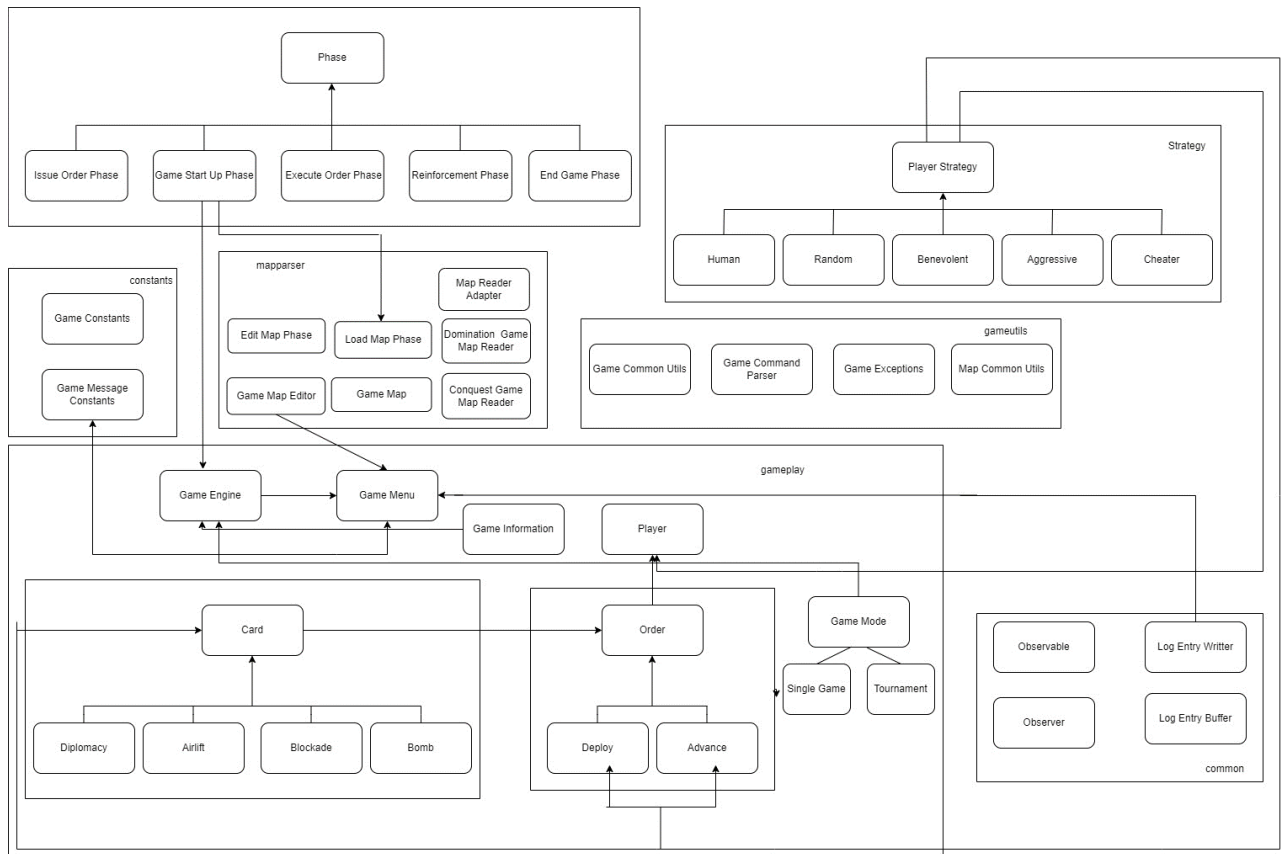 Phase
Issue Order Phase
Game Start Up Phase
Execute Order Phase
Reinforcement Phase
End Game Phase
Strategy
Player Strategy
Human
Random
Benevolent
Aggressive
Cheater
constants
Game Constants
Game Message
Constants
mapparser
Map Reader
Adapter
Edit Map Phase
Load Map Phase
Domination Game
Map Reader
Game Map Editor
Game Map
Conquest Game
Map Reader
gameutils
Game Common Utils
Game Command
Parser
Game Exceptions
Map Common Utils
gameplay
Game Engine
Game Menu
Game Information
Player
Card
Order
Game Mode
Single Game
Tournament
Diplomacy
Airlift
Blockade
Bomb
Deploy
Advance
Observable
Log Entry Writter
Observer
Log Entry Buffer
common